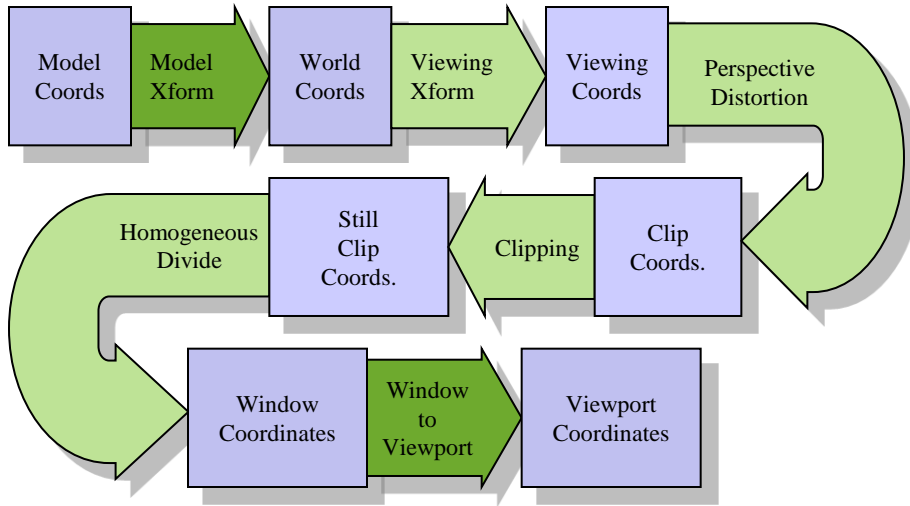 Model
Coords
Model
Xform
World
Coords
Viewing
Xform
Viewing
Coords
Perspective
Distortion
Clip
Coords.
Clipping
Still
Clip
Coords.
Homogeneous
Divide
Window
Coordinates
Window
to
Viewport
Viewport
Coordinates